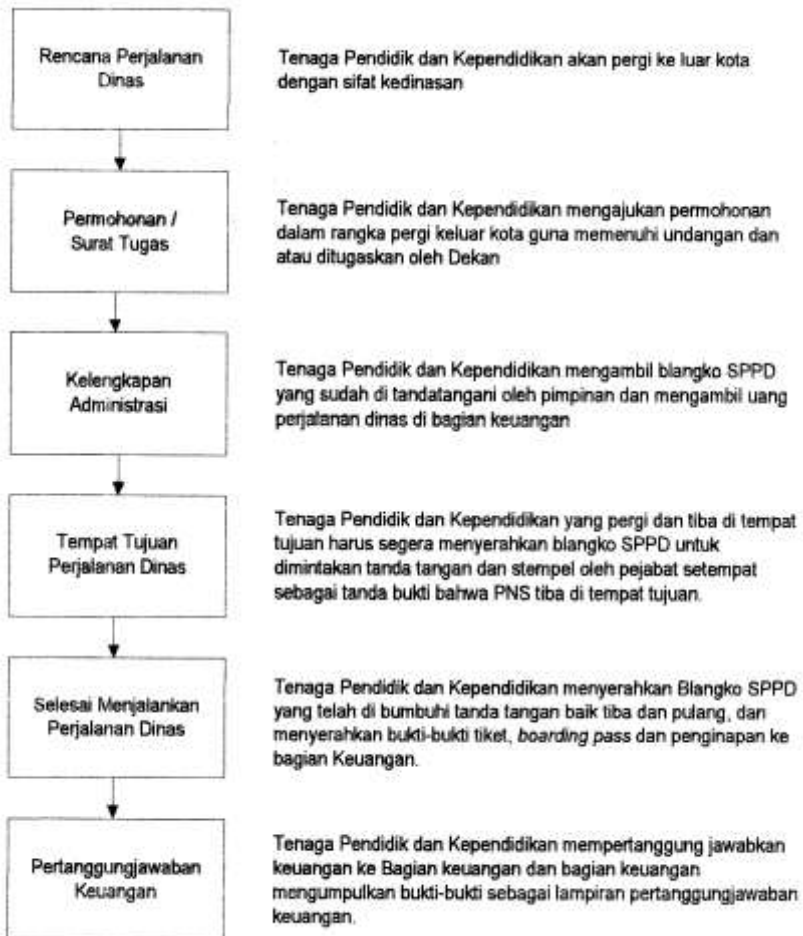 Rencana Perjalanan
Dinas
Tenaga Pendidik dan Kependidikan akan pergi ke luar kota
dengan sifat kedinasan
Permohonan /
Surat Tugas
Tenaga Pendidik dan Kependidikan mengajukan permohonan
dalam rangka pergi keluar kota guna memenuhi undangan dan
atau ditugaskan oleh Dekan
Kelengkapan
Administrasi
Tenaga Pendidik dan Kependidikan mengambil blangko SPPD
yang sudah di tandatangani oleh pimpinan dan mengambil uang
perjalanan dinas di bagian keuangan
Tempat Tujuan
Perjalanan Dinas
Tenaga Pendidik dan Kependidikan yang pergi dan tiba di tempat
tujuan harus segera menyerahkan blangko SPPD untuk
dimintakan tanda tangan dan stempel oleh pejabat setempat
sebagai tanda bukti bahwa PNS tiba di tempat tujuan.
Selesai Menjalankan
Perjalanan Dinas
Tenaga Pendidik dan Kependidikan menyerahkan Blangko SPPD
yang telah di bumbuhi tanda tangan baik tiba dan pulang, dan
menyerahkan bukti-bukti tiket, boarding pass dan penginapan ke
bagian Keuangan.
Pertanggungjawaban
Keuangan
Tenaga Pendidik dan Kependidikan mempertanggung jawabkan
keuangan ke Bagian keuangan dan bagian keuangan
mengumpulkan bukti-bukti sebagai lampiran pertanggungjawaban
keuangan.